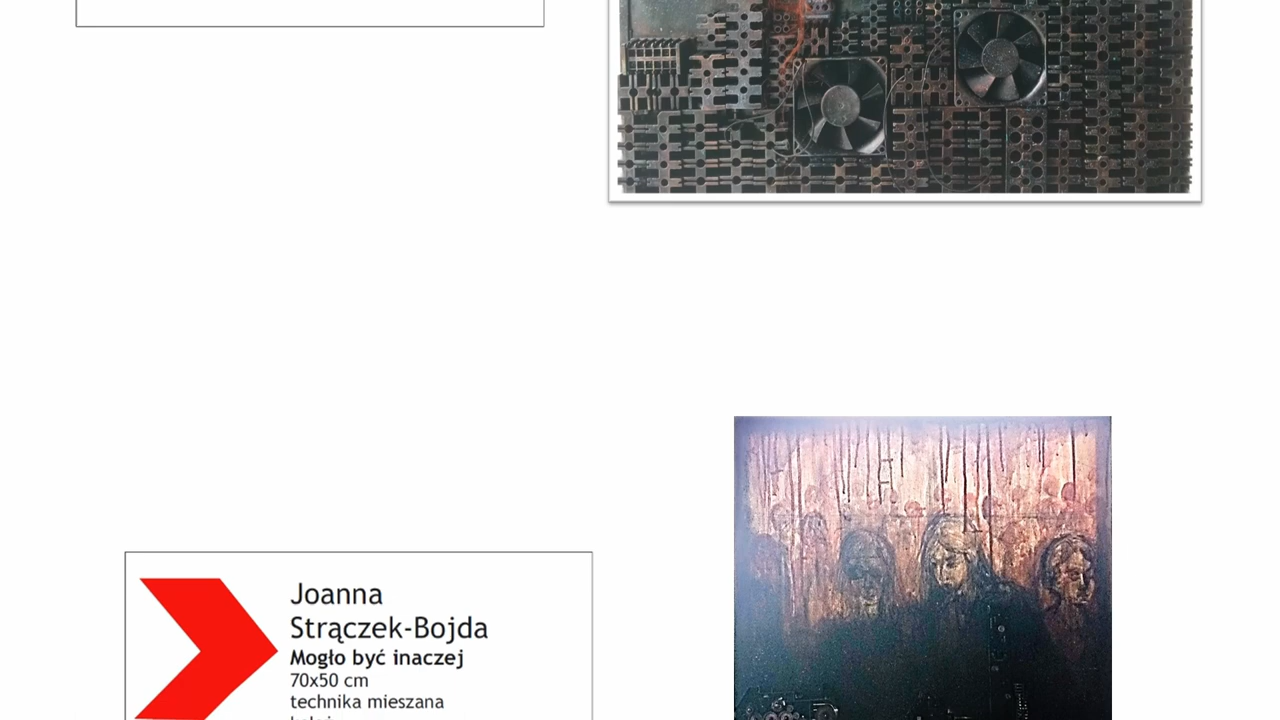 Joanna
Strączek-Bojda
Mogło być inaczej
70x50 cm
technika mieszana